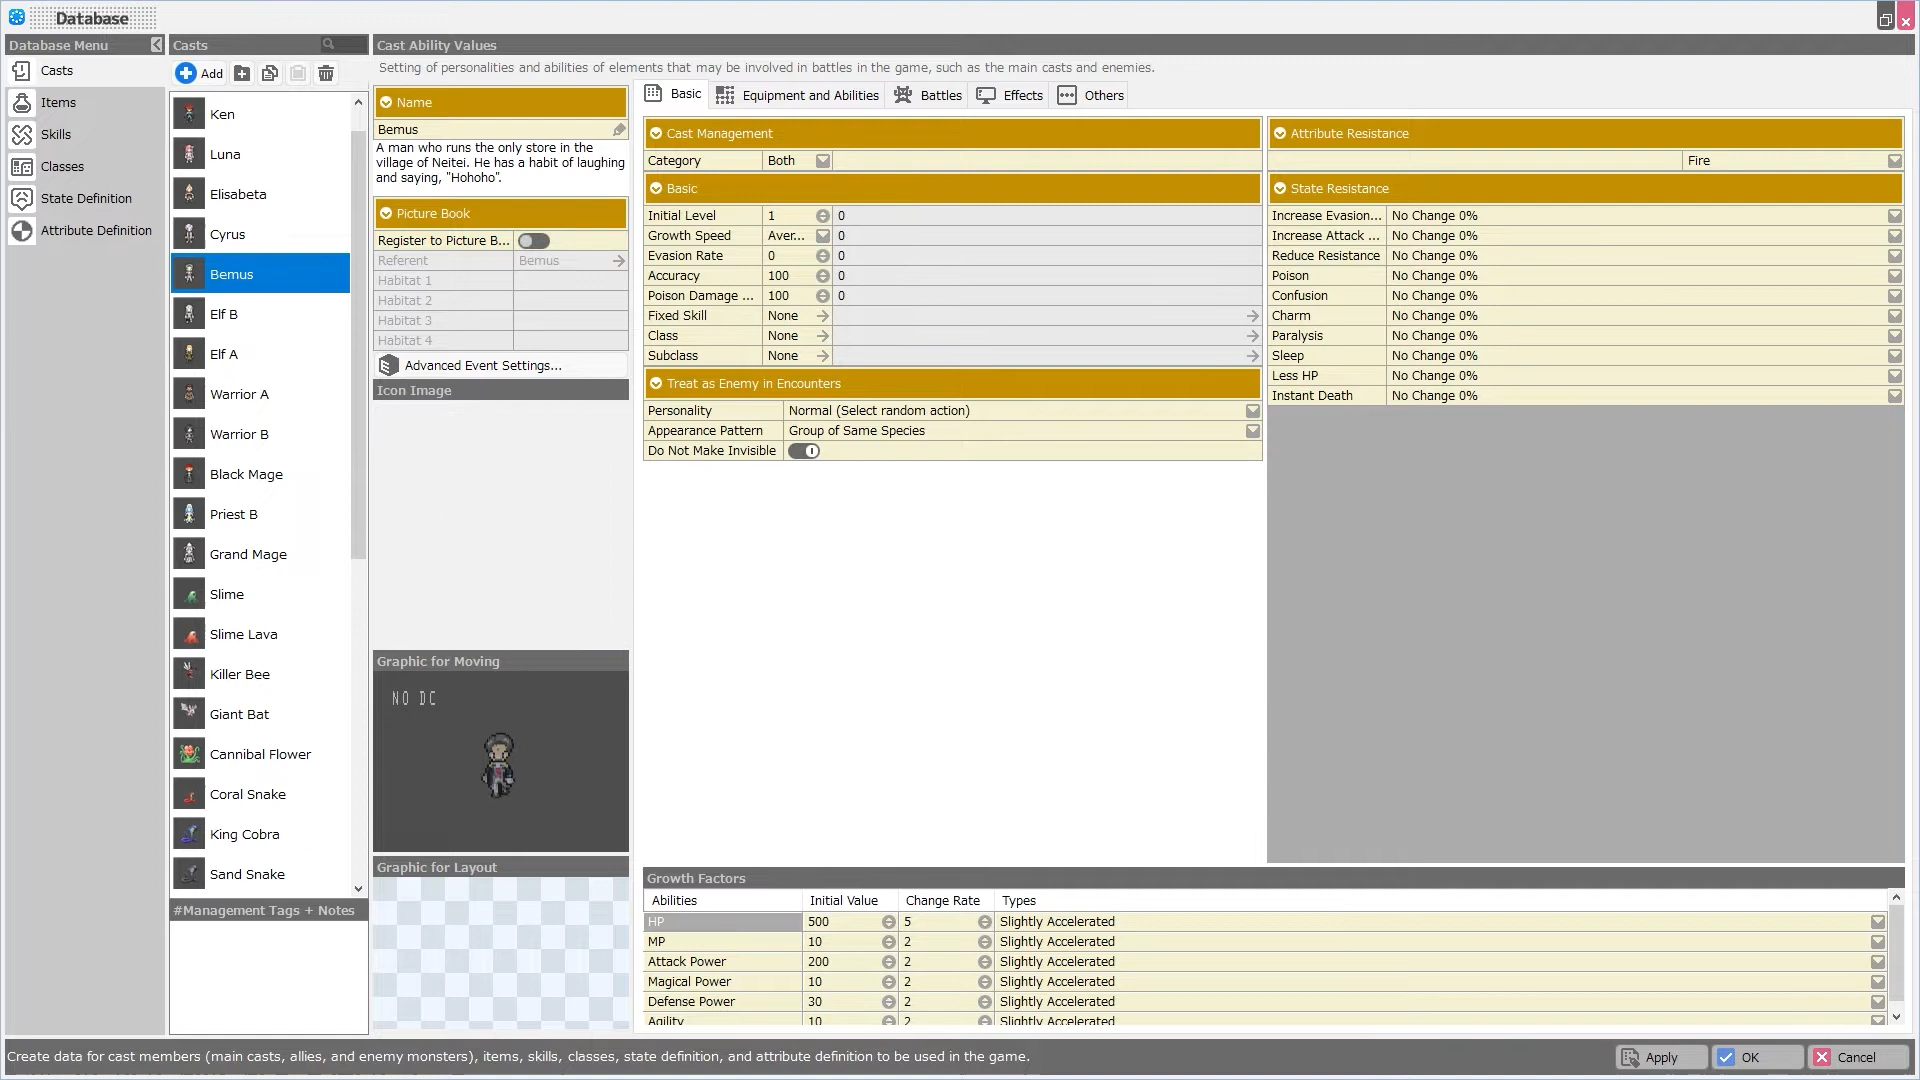 Database
Database Menu
Casts
Items
Skills
Classes
State Definition
Attribute Definition
Casts
Add
Ken
Luna
Elisabeta
Cyrus
Bemus
Elf B
Elf A
Warrior A
Warrior B
Black Mage
Priest B
Grand Mage
Slime
Slime Lava
Killer Bee
Giant Bat
Cannibal Flower
Coral Snake
King Cobra
Sand Snake
#Management Tags + Notes
Cast Ability Values
Setting of personalities and abilities of elements that may be involved in battles in the game, such as the main casts and enemies.
Name
Bemus
A man who runs the only store in the
village of Neitei. He has a habit of laughing
and saying, "Hohoho".
Picture Book
Register to Picture B...
Referent Bemus
Habitat 1
Habitat 2
Habitat 3
Habitat 4
Advanced Event Settings...
Icon Image
Graphic for Moving
NO DC
Graphic for Layout
Basic Equipment and Abilities Battles Effects Others
Cast Management
Category Both
Basic
Initial Level 1 0
Growth Speed Aver... 0
Evasion Rate 0 0
Accuracy 100 0
Poison Damage ... 100 0
Fixed Skill None
Class None
Subclass None
Treat as Enemy in Encounters
Personality Normal (Select random action)
Appearance Pattern Group of Same Species
Do Not Make Invisible
Attribute Resistance
Fire
State Resistance
Increase Evasion... No Change 0%
Increase Attack ... No Change 0%
Reduce Resistance No Change 0%
Poison No Change 0%
Confusion No Change 0%
Charm No Change 0%
Paralysis No Change 0%
Sleep No Change 0%
Less HP No Change 0%
Instant Death No Change 0%
Growth Factors
Abilities Initial Value Change Rate Types
HP 500 5 Slightly Accelerated
MP 10 2 Slightly Accelerated
Attack Power 200 2 Slightly Accelerated
Magical Power 10 2 Slightly Accelerated
Defense Power 30 2 Slightly Accelerated
Agility 10 2 Slightly Accelerated
Create data for cast members (main casts, allies, and enemy monsters), items, skills, classes, state definition, and attribute definition to be used in the game.
Apply OK Cancel